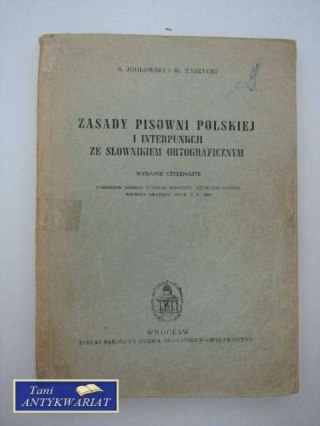 S. JODŁOWSKI i W. TASZYCKI
ZASADY PISOWNI POLSKIEJ
I INTERPUNKCJI
ZE SŁOWNIKIEM ORTOGRAFICZNYM
WYDANIE CZTERNASTE
WROCŁAW
ZAKŁAD NARODOWY IMIENIA OSSOLIŃSKICH — WYDAWNICTWO
Tani
ANTYKWARIAT